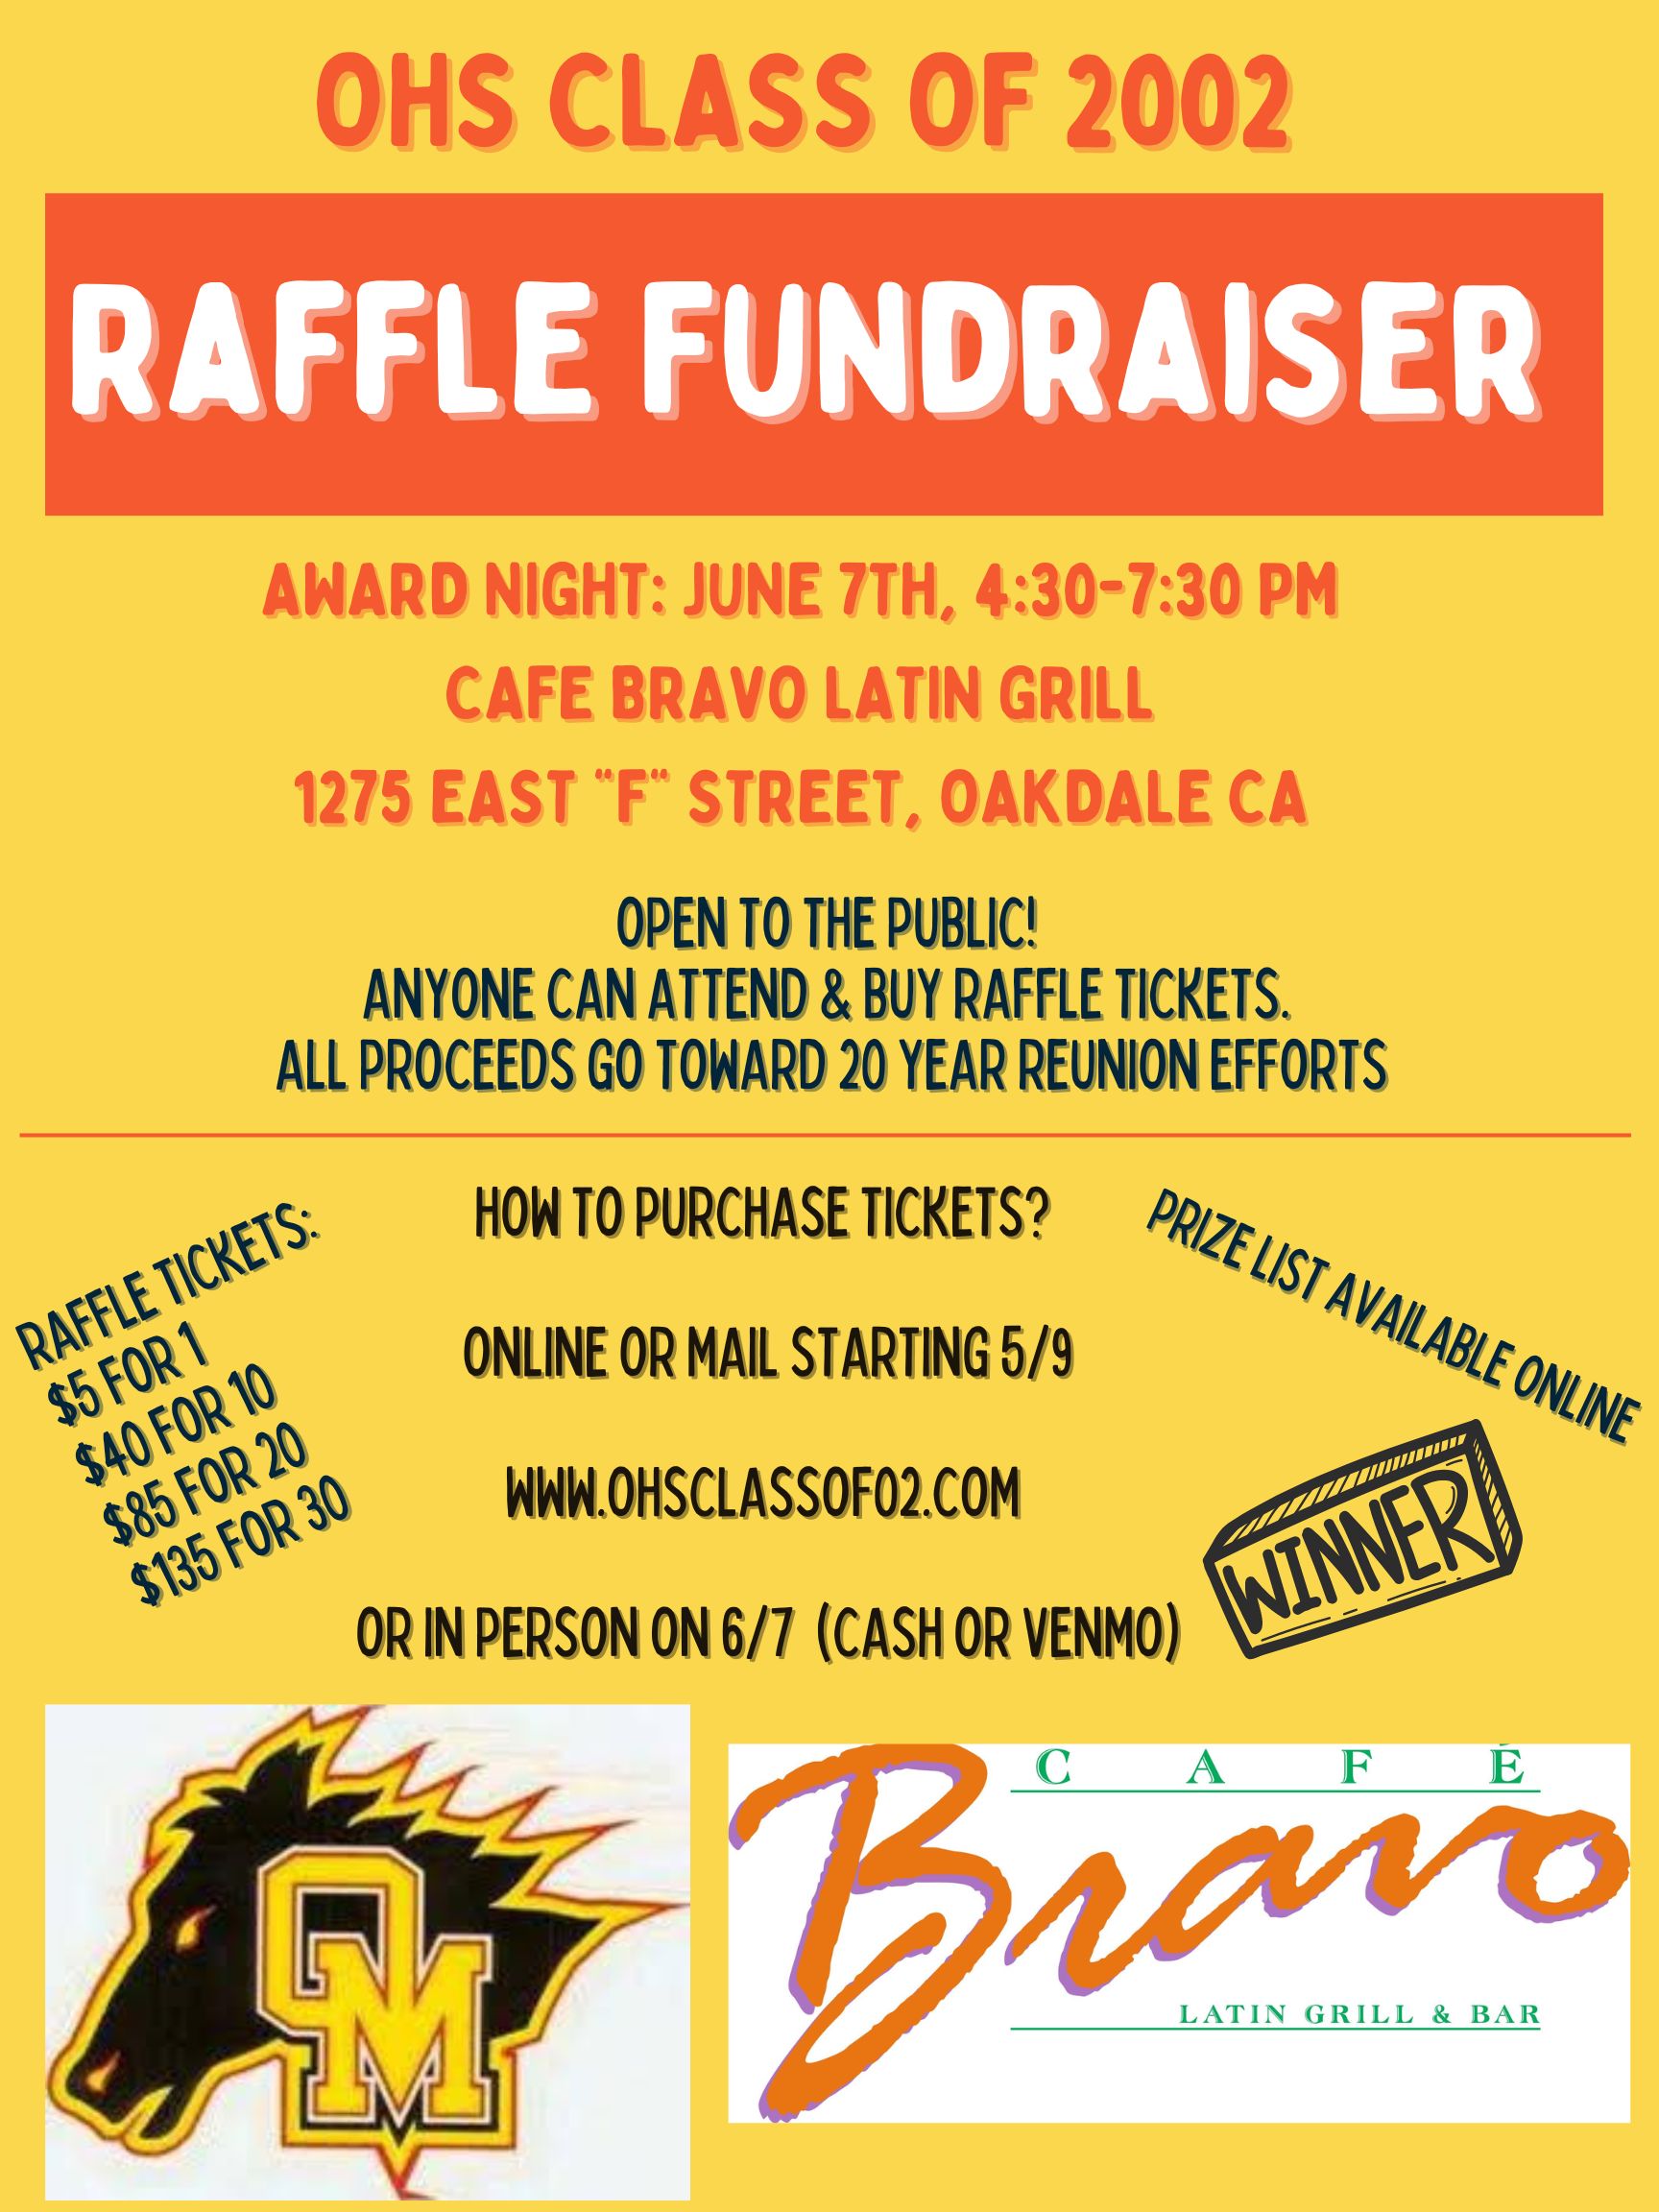 OHS CLASS OF 2002
RAFFLE FUNDRAISER
AWARD NIGHT: JUNE 7TH, 4:30-7:30 PM
CAFE BRAVO LATIN GRILL
1275 EAST "F" STREET, OAKDALE CA
OPEN TO THE PUBLIC!
ANYONE CAN ATTEND & BUY RAFFLE TICKETS.
ALL PROCEEDS GO TOWARD 20 YEAR REUNION EFFORTS
RAFFLE TICKETS:
$5 FOR 1
$40 FOR 10
$85 FOR 20
$135 FOR 30
HOW TO PURCHASE TICKETS?
ONLINE OR MAIL STARTING 5/9
WWW.OHSCLASSOF02.COM
OR IN PERSON ON 6/7 (CASH OR VENMO)
PRIZE LIST AVAILABLE ONLINE
WINNER
OM
CAFÉ
Bravo
LATIN GRILL & BAR